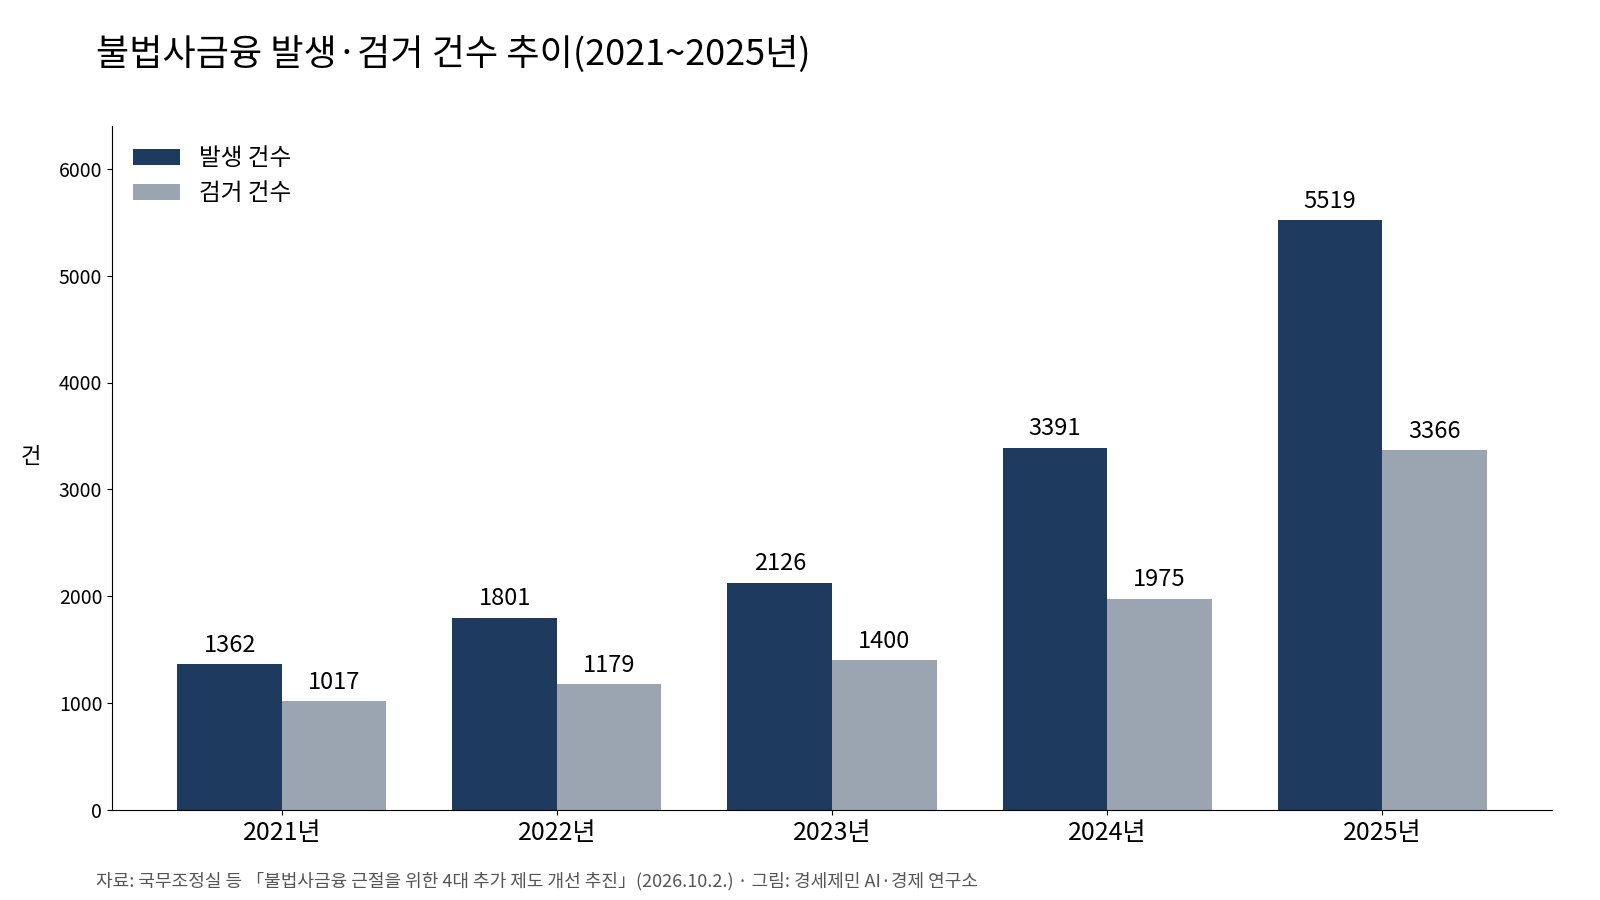 불법사금융 발생·검거 건수 추이(2021~2025년)
발생 건수
검거 건수
건
6000
5000
4000
3000
2000
1000
0
1362
1017
1801
1179
2126
1400
3391
1975
5519
3366
2021년
2022년
2023년
2024년
2025년
자료: 국무조정실 등 「불법사금융 근절을 위한 4대 추가 제도 개선 추진」(2026.10.2.) · 그림: 경세제민 AI·경제 연구소